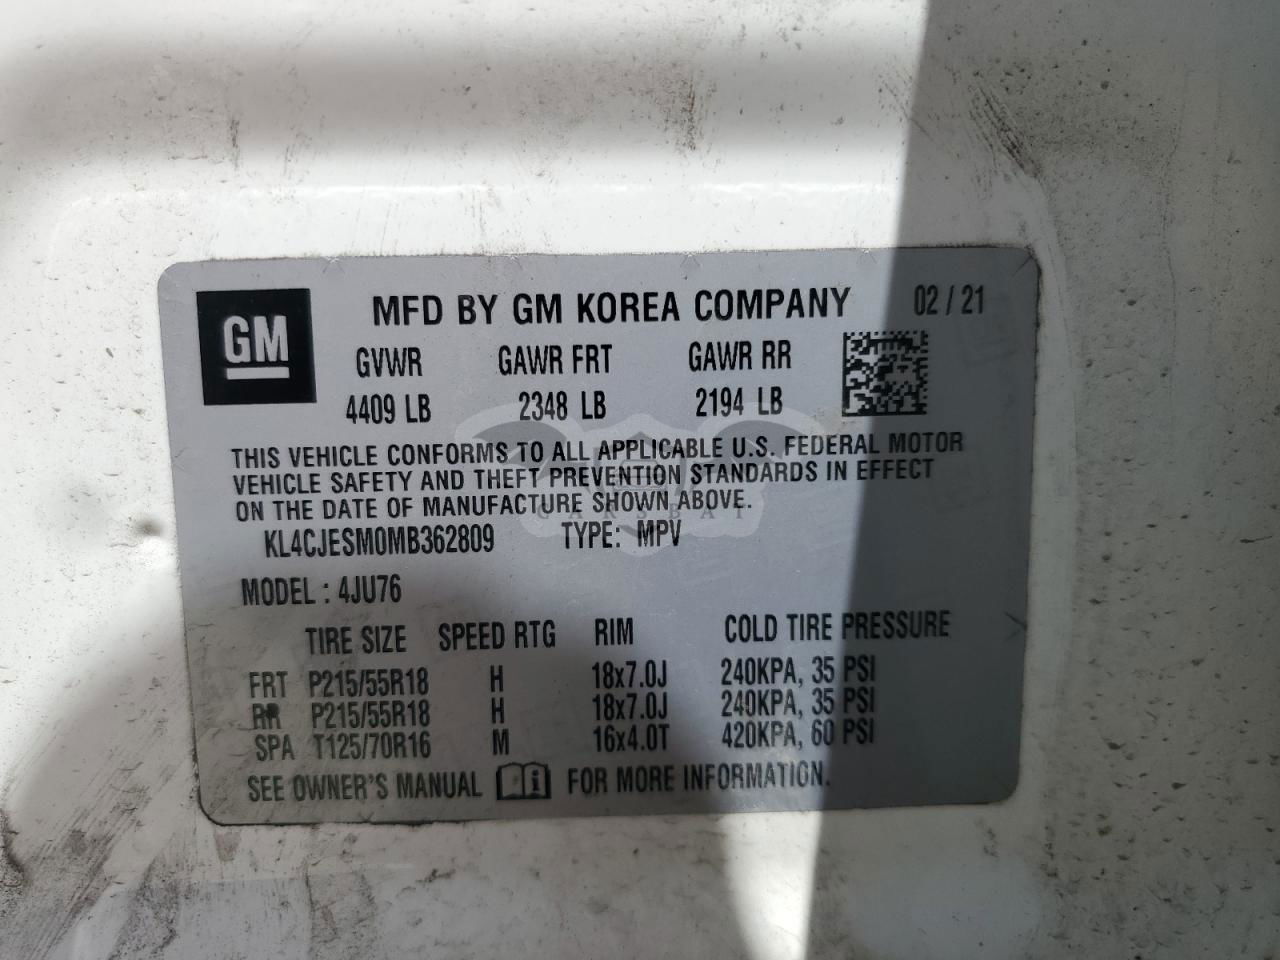 GM
MFD BY GM KOREA COMPANY 02 / 21
GVWR GAWR FRT GAWR RR
4409 LB 2348 LB 2194 LB
THIS VEHICLE CONFORMS TO ALL APPLICABLE U.S. FEDERAL MOTOR
VEHICLE SAFETY AND THEFT PREVENTION STANDARDS IN EFFECT
ON THE DATE OF MANUFACTURE SHOWN ABOVE.
CARSBAT
KL4CJESM0MB362809 TYPE: MPV
MODEL : 4JU76
TIRE SIZE SPEED RTG RIM COLD TIRE PRESSURE
FRT P215/55R18 H 18x7.0J 240KPA, 35 PSI
RR P215/55R18 H 18x7.0J 240KPA, 35 PSI
SPA T125/70R16 M 16x4.0T 420KPA, 60 PSI
SEE OWNER'S MANUAL FOR MORE INFORMATION.